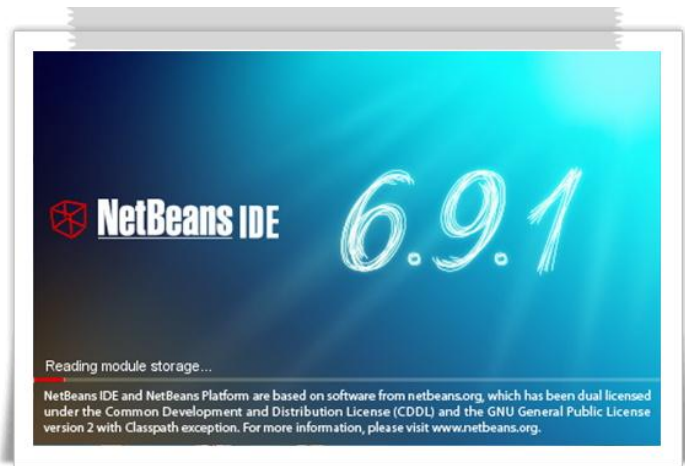 NetBeans IDE 6.9.1
Reading module storage...
NetBeans IDE and NetBeans Platform are based on software from netbeans.org, which has been dual licensed
under the Common Development and Distribution License (CDDL) and the GNU General Public License
version 2 with Classpath exception. For more information, please visit www.netbeans.org.